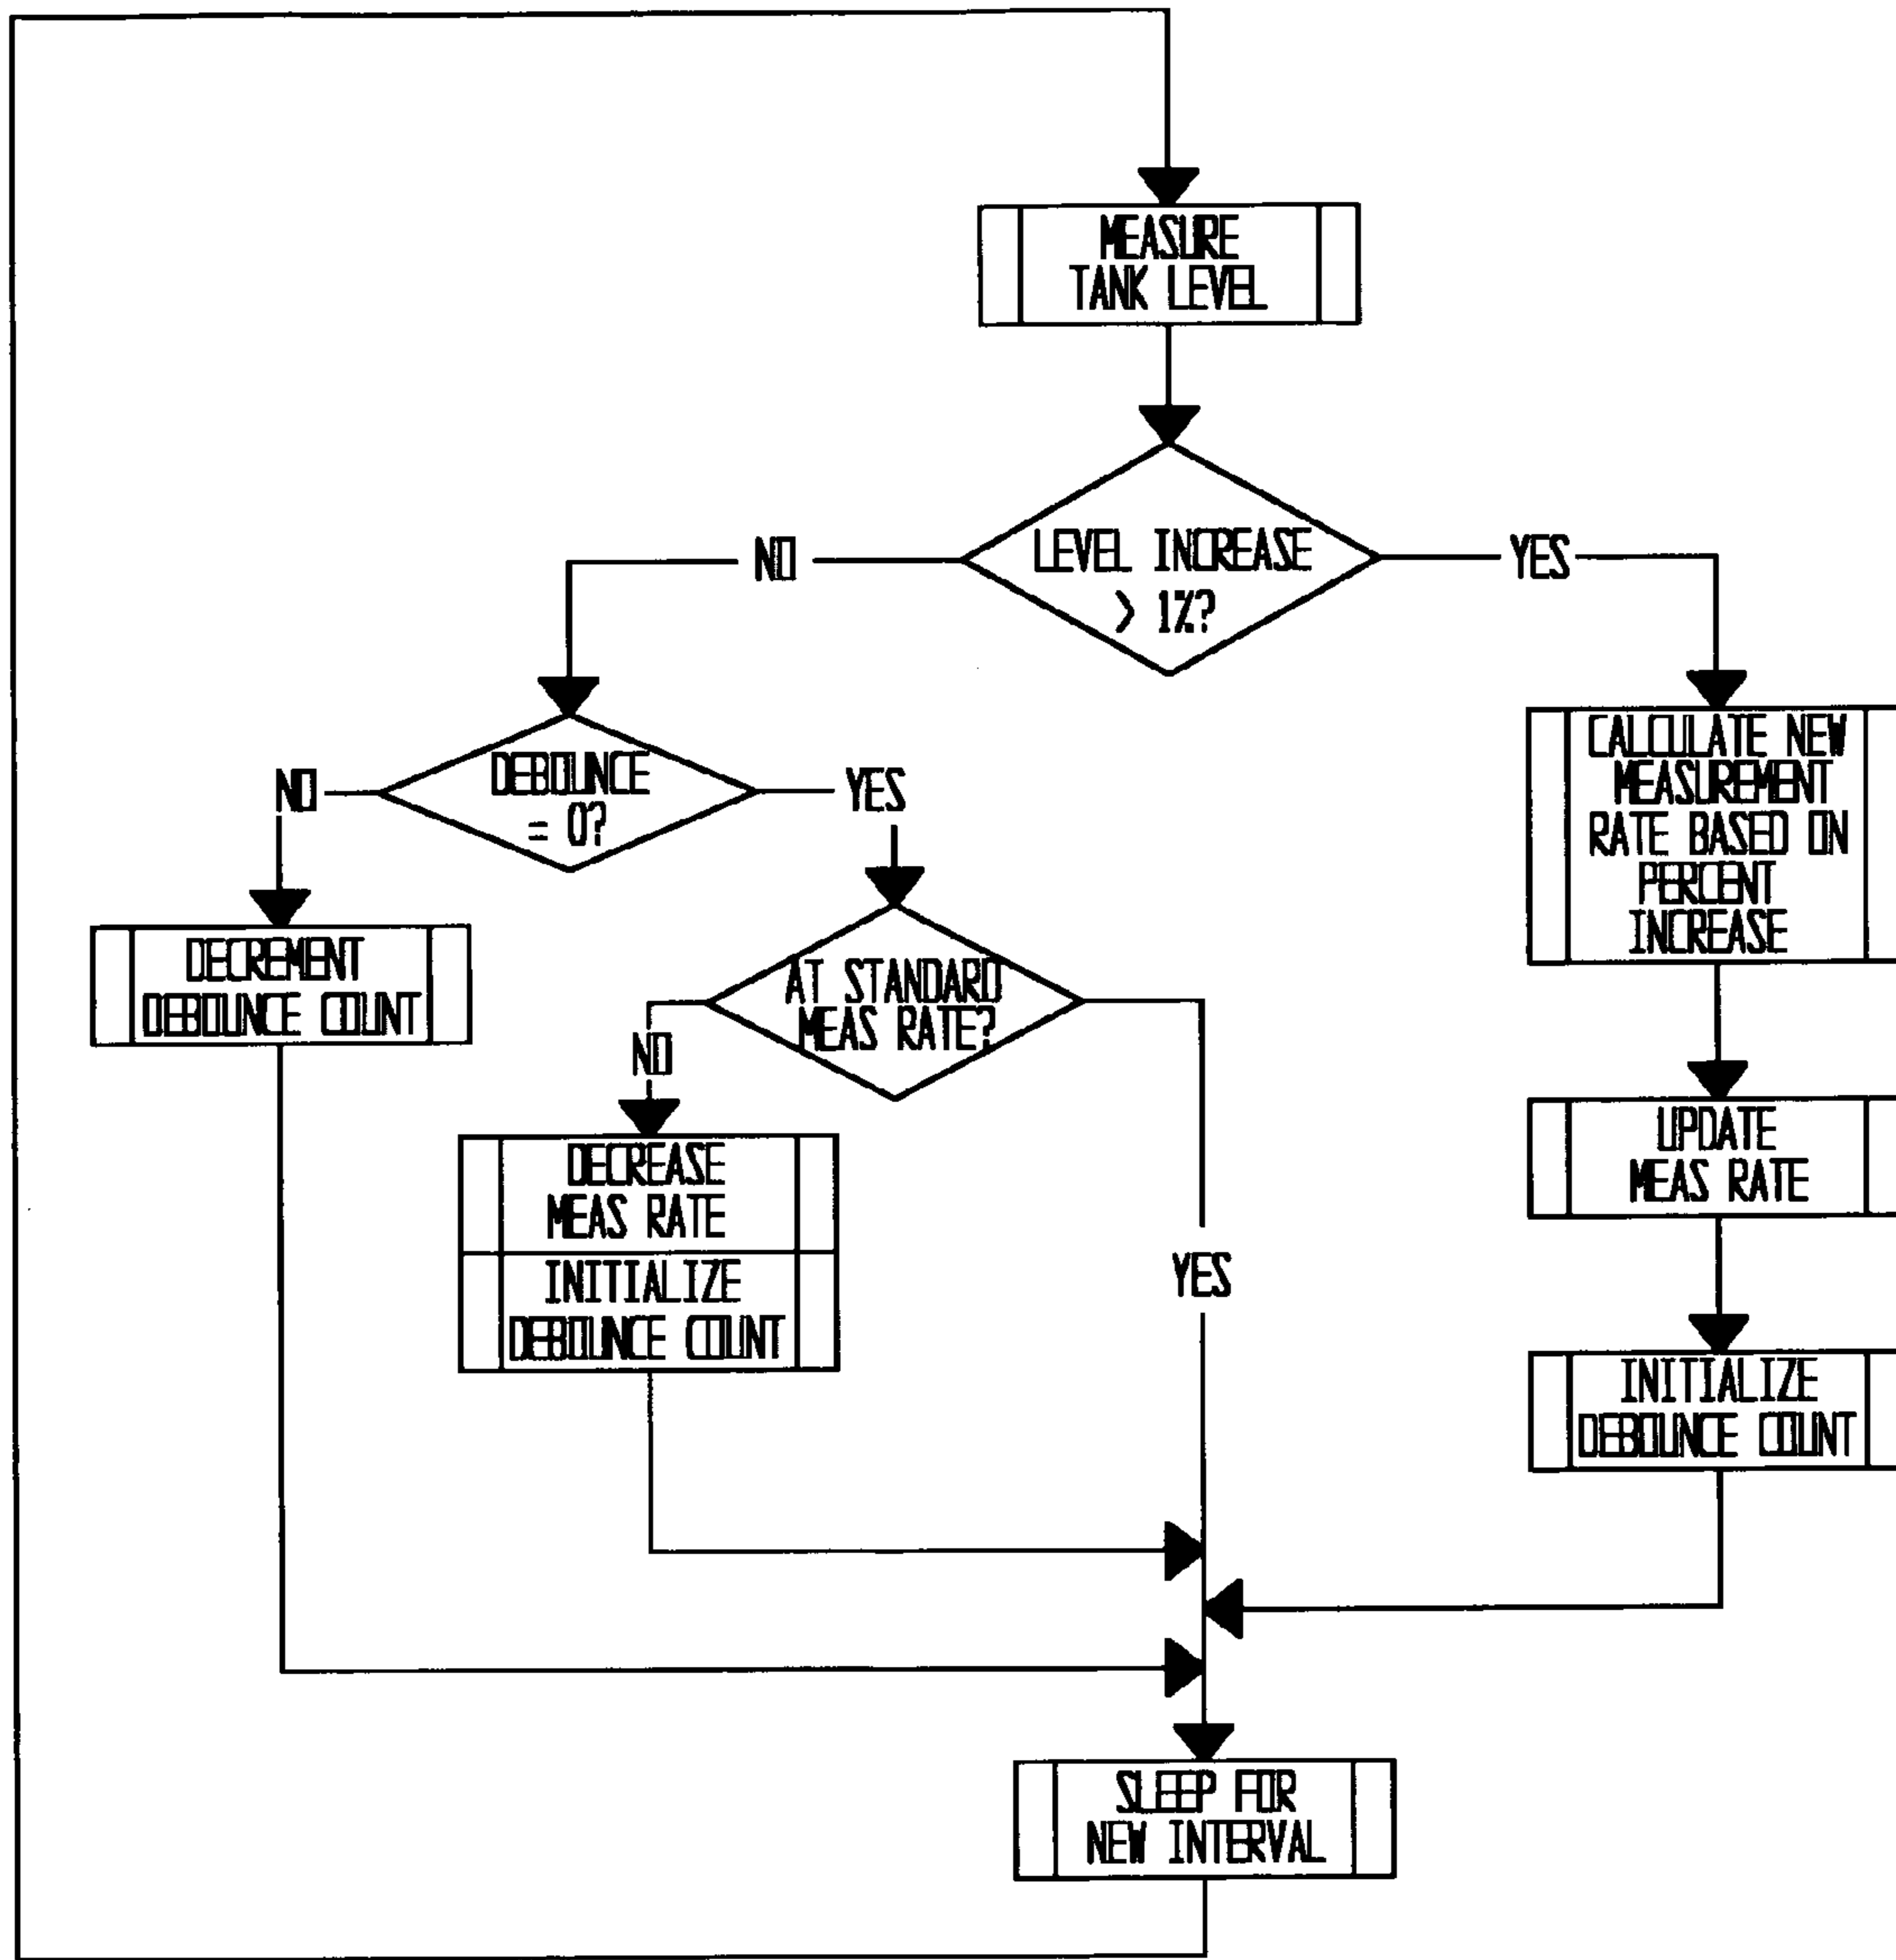 MEASURE
TANK LEVEL
LEVEL INCREASE
> 1%?
NO
YES
DEBOUNCE
= 0?
NO
YES
CALCULATE NEW
MEASUREMENT
RATE BASED ON
PERCENT
INCREASE
DECREMENT
DEBOUNCE COUNT
AT STANDARD
MEAS RATE?
NO
YES
DECREASE
MEAS RATE
INITIALIZE
DEBOUNCE COUNT
UPDATE
MEAS RATE
INITIALIZE
DEBOUNCE COUNT
SLEEP FOR
NEW INTERVAL